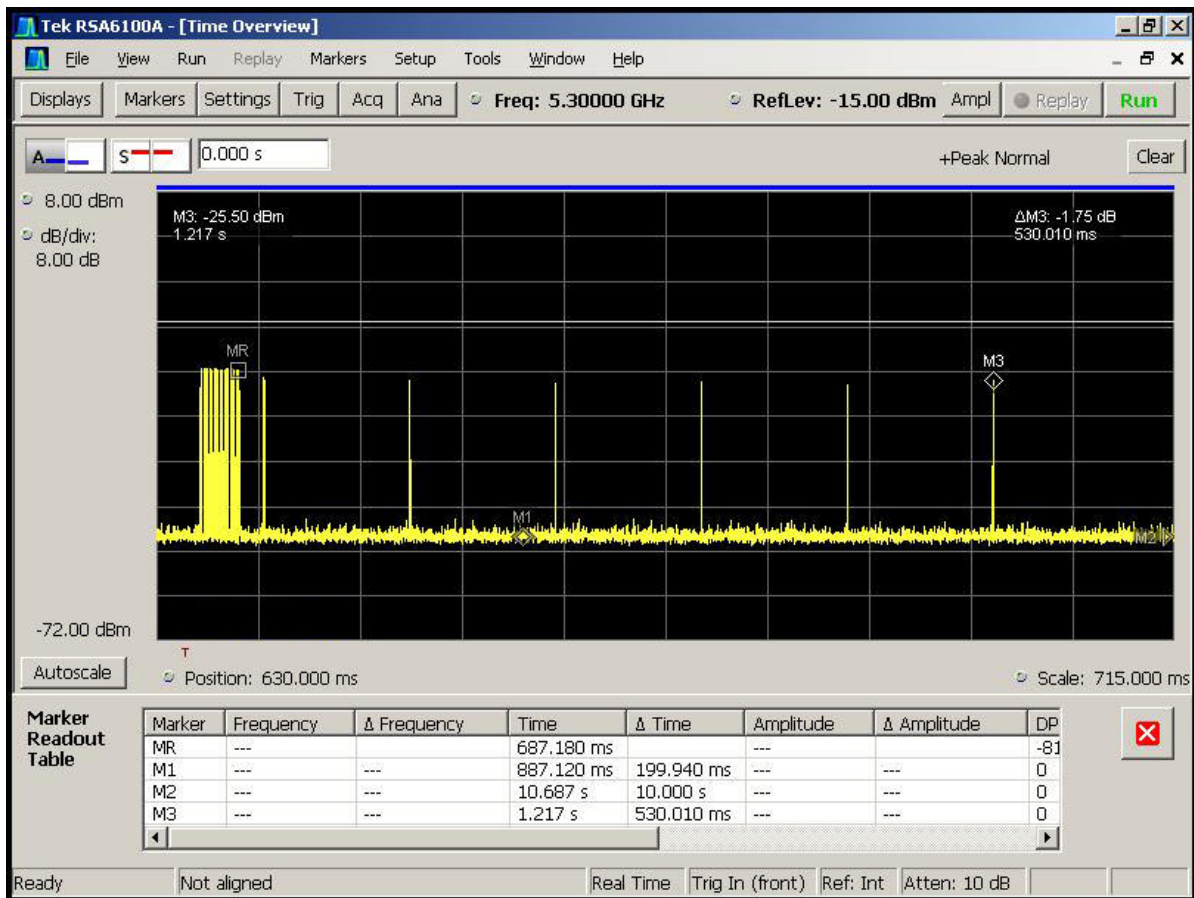 Tek RSA6100A - [Time Overview]
File View Run Replay Markers Setup Tools Window Help
Displays Markers Settings Trig Acq Ana Freq: 5.30000 GHz RefLev: -15.00 dBm Ampl Replay Run
A S 0.000 s +Peak Normal Clear
8.00 dBm
M3: -25.50 dBm ΔM3: -1.75 dB
1.217 s 530.010 ms
dB/div:
8.00 dB
MR
M3
M1
M2
-72.00 dBm
T
Autoscale Position: 630.000 ms Scale: 715.000 ms
Marker Readout Table
Marker Frequency Δ Frequency Time Δ Time Amplitude Δ Amplitude DP
MR --- 687.180 ms --- -81
M1 --- --- 887.120 ms 199.940 ms --- --- 0
M2 --- --- 10.687 s 10.000 s --- --- 0
M3 --- --- 1.217 s 530.010 ms --- --- 0
Ready Not aligned Real Time Trig In (front) Ref: Int Atten: 10 dB